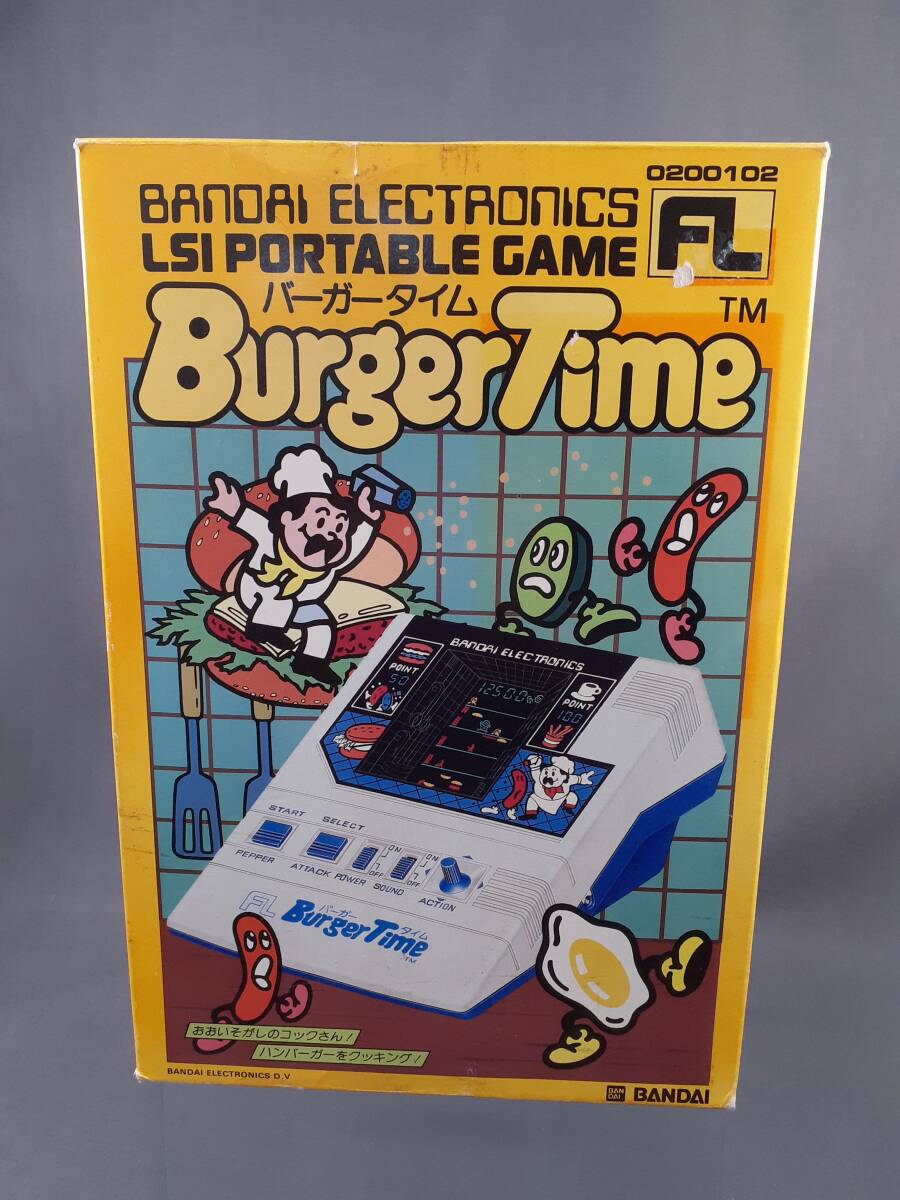 0200102
BANDAI ELECTRONICS
LSI PORTABLE GAME
FL
バーガータイム
BurgerTime
TM
BANDAI ELECTRONICS
POINT
50
12500
POINT
100
START
SELECT
PEPPER
ATTACK
POWER
ON
OFF
SOUND
ON
OFF
ACTION
FL
バーガー タイム
BurgerTime
TM
おおいそがしのコックさん!
ハンバーガーをクッキング!
BANDAI ELECTRONICS D.V
BAN
DAI
BANDAI